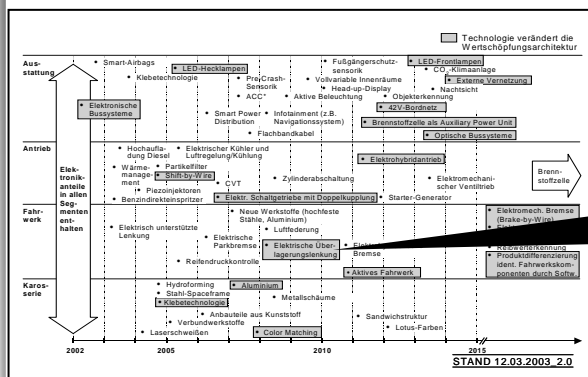 Technologie verändert die
Wertschöpfungsarchitektur
Aus-
stattung
Smart-Airbags
Klebetechnologie
LED-Hecklampen
Elektronische
Bussysteme
Pre-Crash-
Sensorik
ACC*
Smart Power
Distribution
Flachbandkabel
Fußgängerschutz-
sensorik
Vollvariable Innenräume
Head-up-Display
Aktive Beleuchtung
Infotainment (z.B.
Navigationssystem)
LED-Frontlampen
CO2-Klimaanlage
Externe Vernetzung
Nachtsicht
Objekterkennung
42V-Bordnetz
Brennstoffzelle als Auxiliary Power Unit
Optische Bussysteme
Antrieb
Elek-
tronik-
anteile
in allen
Seg-
menten
ent-
halten
Hochaufla-
dung Diesel
Elektrischer Kühler und
Luftregelung/Kühlung
Wärme-
manage-
ment
Partikelfilter
Shift-by-Wire
Piezoinjektoren
Benzindirekteinspritzer
CVT
Zylinderabschaltung
Elektr. Schaltgetriebe mit Doppelkupplung
Elektrohybridantrieb
Elektromechani-
scher Ventiltrieb
Starter-Generator
Brenn-
stoffzelle
Fahr-
werk
Elektrisch unterstützte
Lenkung
Neue Werkstoffe (hochfeste
Stähle, Aluminium)
Elektrische
Parkbremse
Luftfederung
Elektrische Über-
lagerungslenkung
Reifendruckkontrolle
Bremse
Aktives Fahrwerk
Elektromech. Bremse
(Brake-by-Wire)
Reibwerterkennung
Produktdifferenzierung
ident. Fahrwerkskom-
ponenten durch Softw.
Karos-
serie
Hydroforming
Stahl-Spaceframe
Klebetechnologie
Aluminium
Metallschäume
Anbauteile aus Kunststoff
Verbundwerkstoffe
Laserschweißen
Color Matching
Sandwichstruktur
Lotus-Farben
2002
2005
2010
2015
STAND 12.03.2003_2.0